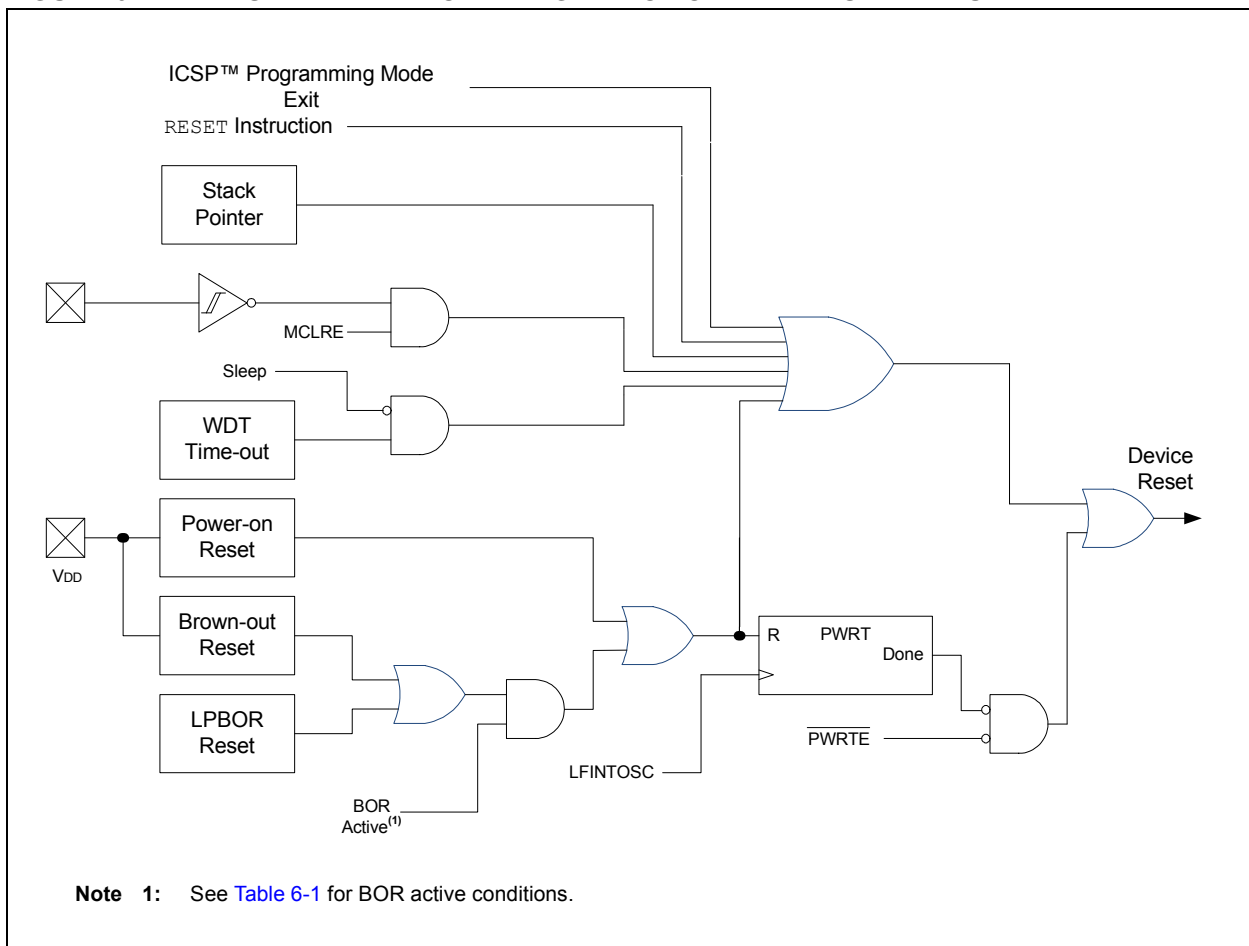 ICSP™ Programming Mode
Exit
RESET Instruction
Stack
Pointer
MCLRE
Sleep
WDT
Time-out
Device
Reset
VDD
Power-on
Reset
Brown-out
Reset
R PWRT
Done
LPBOR
Reset
PWRTE
LFINTOSC
BOR
Active(1)
Note 1: See Table 6-1 for BOR active conditions.